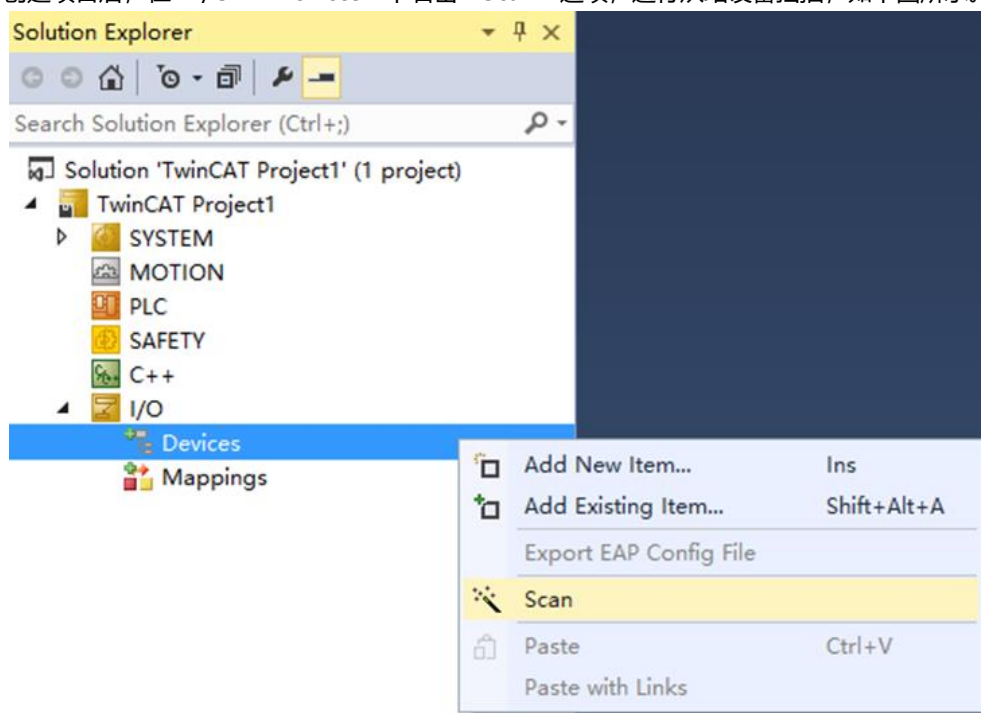 Solution Explorer
Search Solution Explorer (Ctrl+;)
Solution 'TwinCAT Project1' (1 project)
TwinCAT Project1
SYSTEM
MOTION
PLC
SAFETY
C++
I/O
Devices
Mappings
Add New Item... Ins
Add Existing Item... Shift+Alt+A
Export EAP Config File
Scan
Paste Ctrl+V
Paste with Links